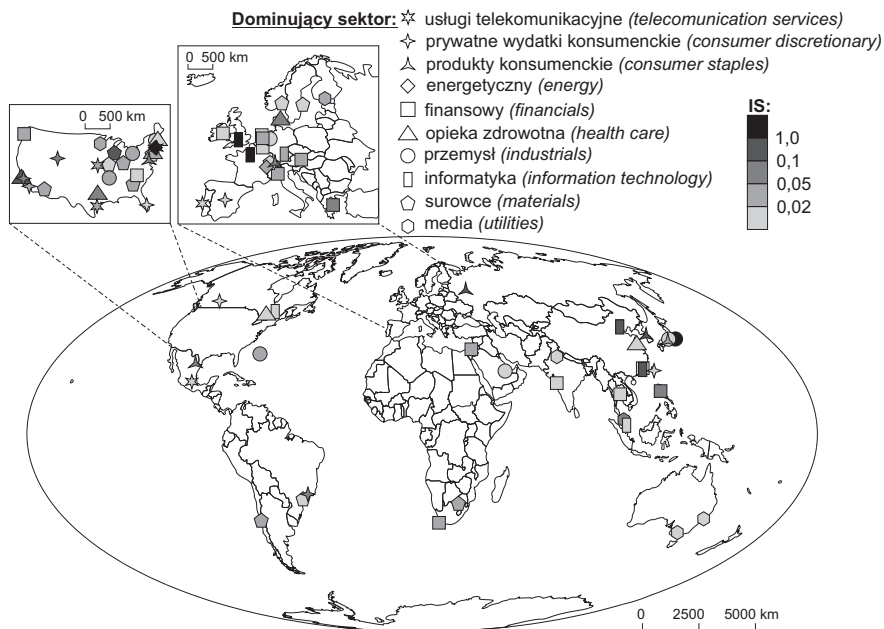 Dominujący sektor: usługi telekomunikacyjne (telecomunication services)
prywatne wydatki konsumenckie (consumer discretionary)
produkty konsumenckie (consumer staples)
energetyczny (energy)
finansowy (financials)
opieka zdrowotna (health care)
przemysł (industrials)
informatyka (information technology)
surowce (materials)
media (utilities)
0 500 km
0 500 km
IS:
1,0
0,1
0,05
0,02
0 2500 5000 km